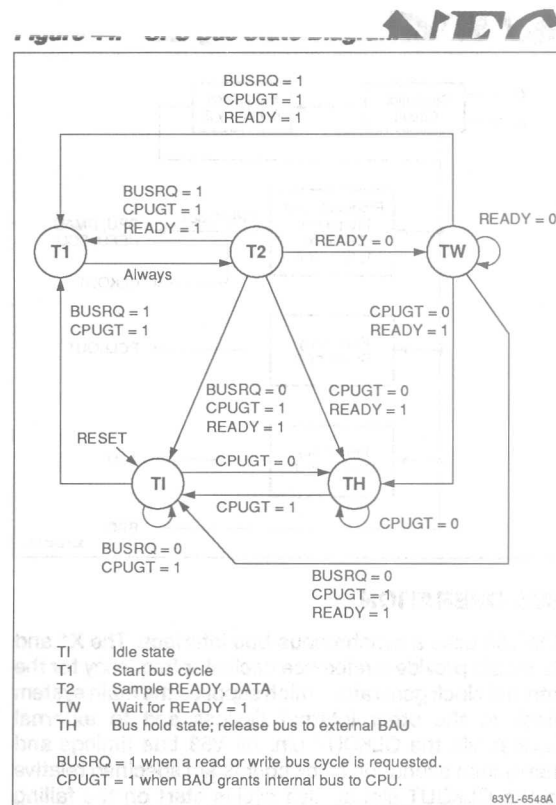 NEC
BUSRQ = 1
CPUGT = 1
READY = 1
BUSRQ = 1
CPUGT = 1
READY = 1
READY = 0
READY = 0
T1
T2
TW
Always
BUSRQ = 1
CPUGT = 1
CPUGT = 0
READY = 1
BUSRQ = 0
CPUGT = 1
READY = 1
CPUGT = 0
READY = 1
RESET
CPUGT = 0
TI
TH
CPUGT = 1
CPUGT = 0
BUSRQ = 0
CPUGT = 1
BUSRQ = 0
CPUGT = 1
READY = 1
TI Idle state
T1 Start bus cycle
T2 Sample READY, DATA
TW Wait for READY = 1
TH Bus hold state; release bus to external BAU.
BUSRQ = 1 when a read or write bus cycle is requested.
CPUGT = 1 when BAU grants internal bus to CPU.
83YL-6548A